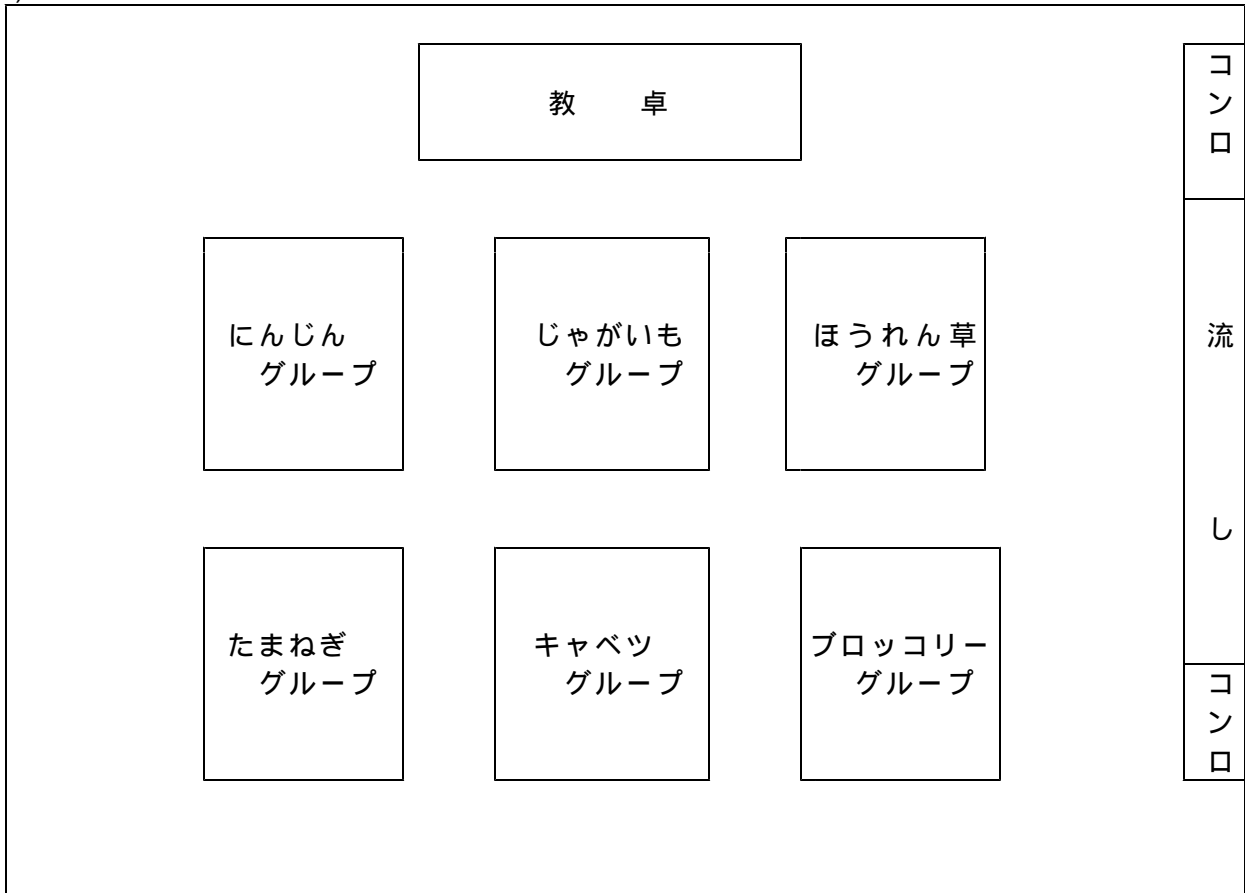 教 卓
コンロ
にんじん
グループ
じゃがいも
グループ
ほうれん草
グループ
流し
たまねぎ
グループ
キャベツ
グループ
ブロッコリー
グループ
コンロ